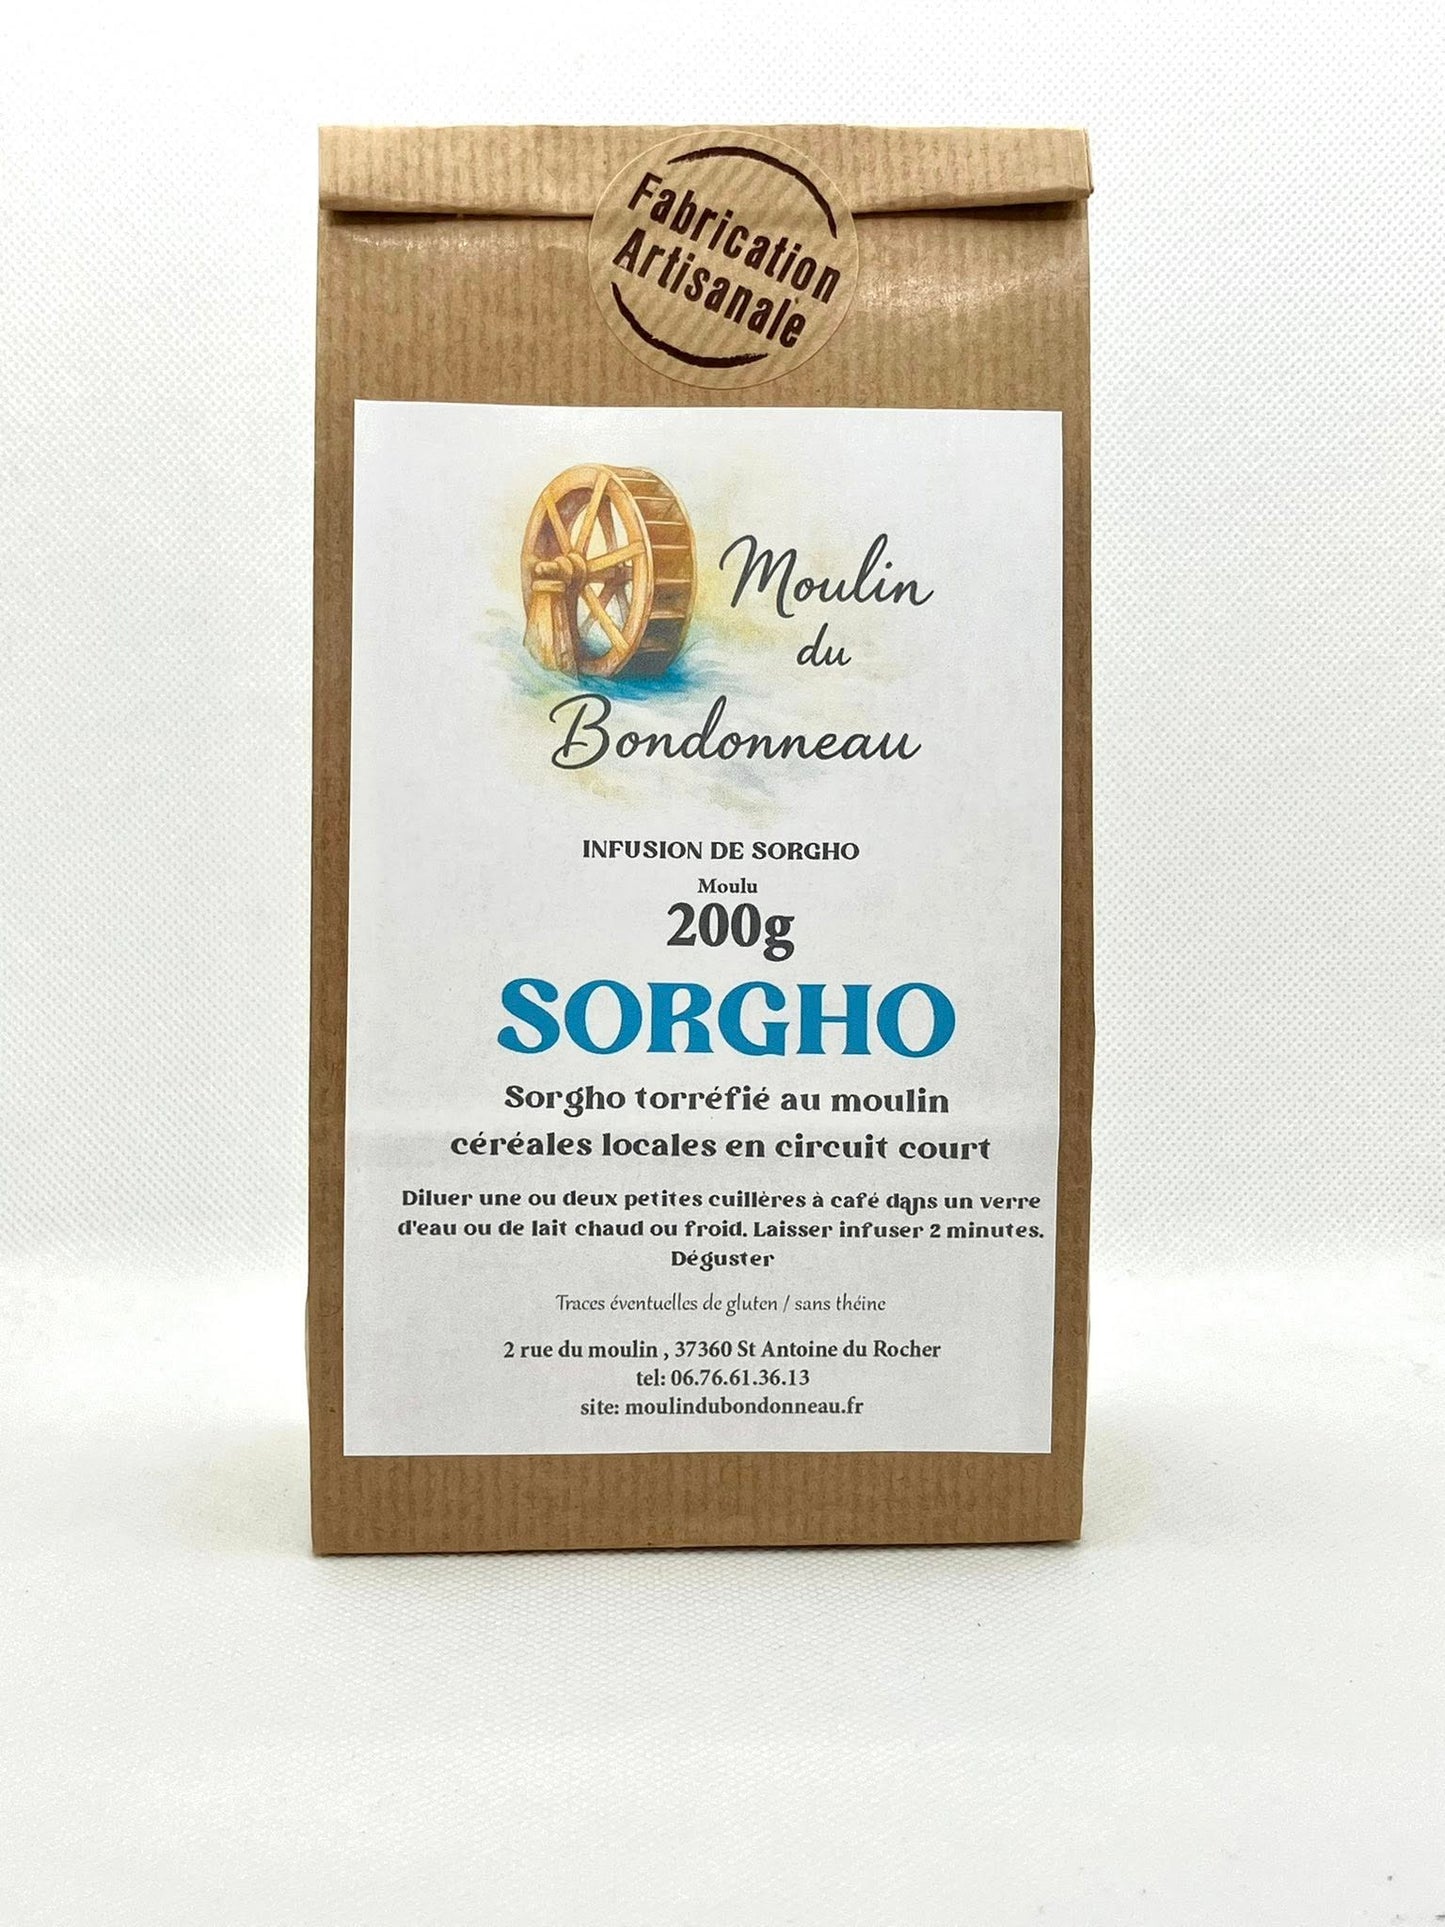 Fabrication
Artisanale
Moulin
du
Bondonneau
INFUSION DE SORGHO
Moulu
200g
SORGHO
Sorgho torréfié au moulin
céréales locales en circuit court
Diluer une ou deux petites cuillères à café dans un verre
d'eau ou de lait chaud ou froid. Laisser infuser 2 minutes.
Déguster
Traces éventuelles de gluten / sans théine
2 rue du moulin , 37360 St Antoine du Rocher
tel: 06.76.61.36.13
site: moulindubondonneau.fr